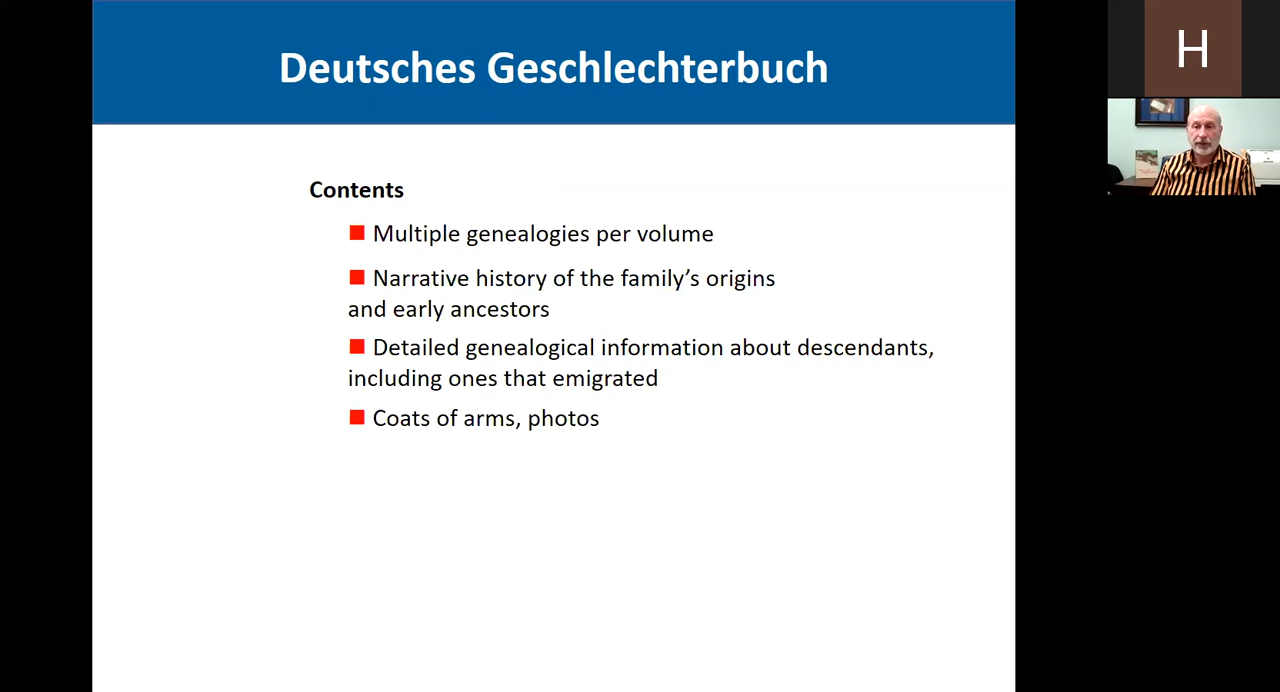 Deutsches Geschlechterbuch
H
Contents
Multiple genealogies per volume
Narrative history of the family’s origins
and early ancestors
Detailed genealogical information about descendants,
including ones that emigrated
Coats of arms, photos